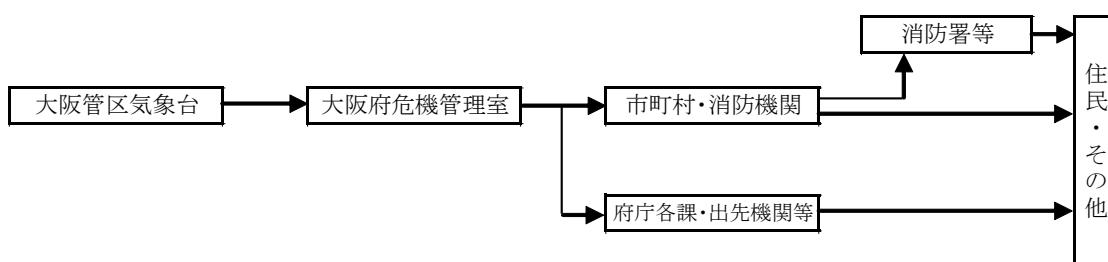 消防署等
大阪管区気象台
大阪府危機管理室
市町村・消防機関
府庁各課・出先機関等
住民・その他